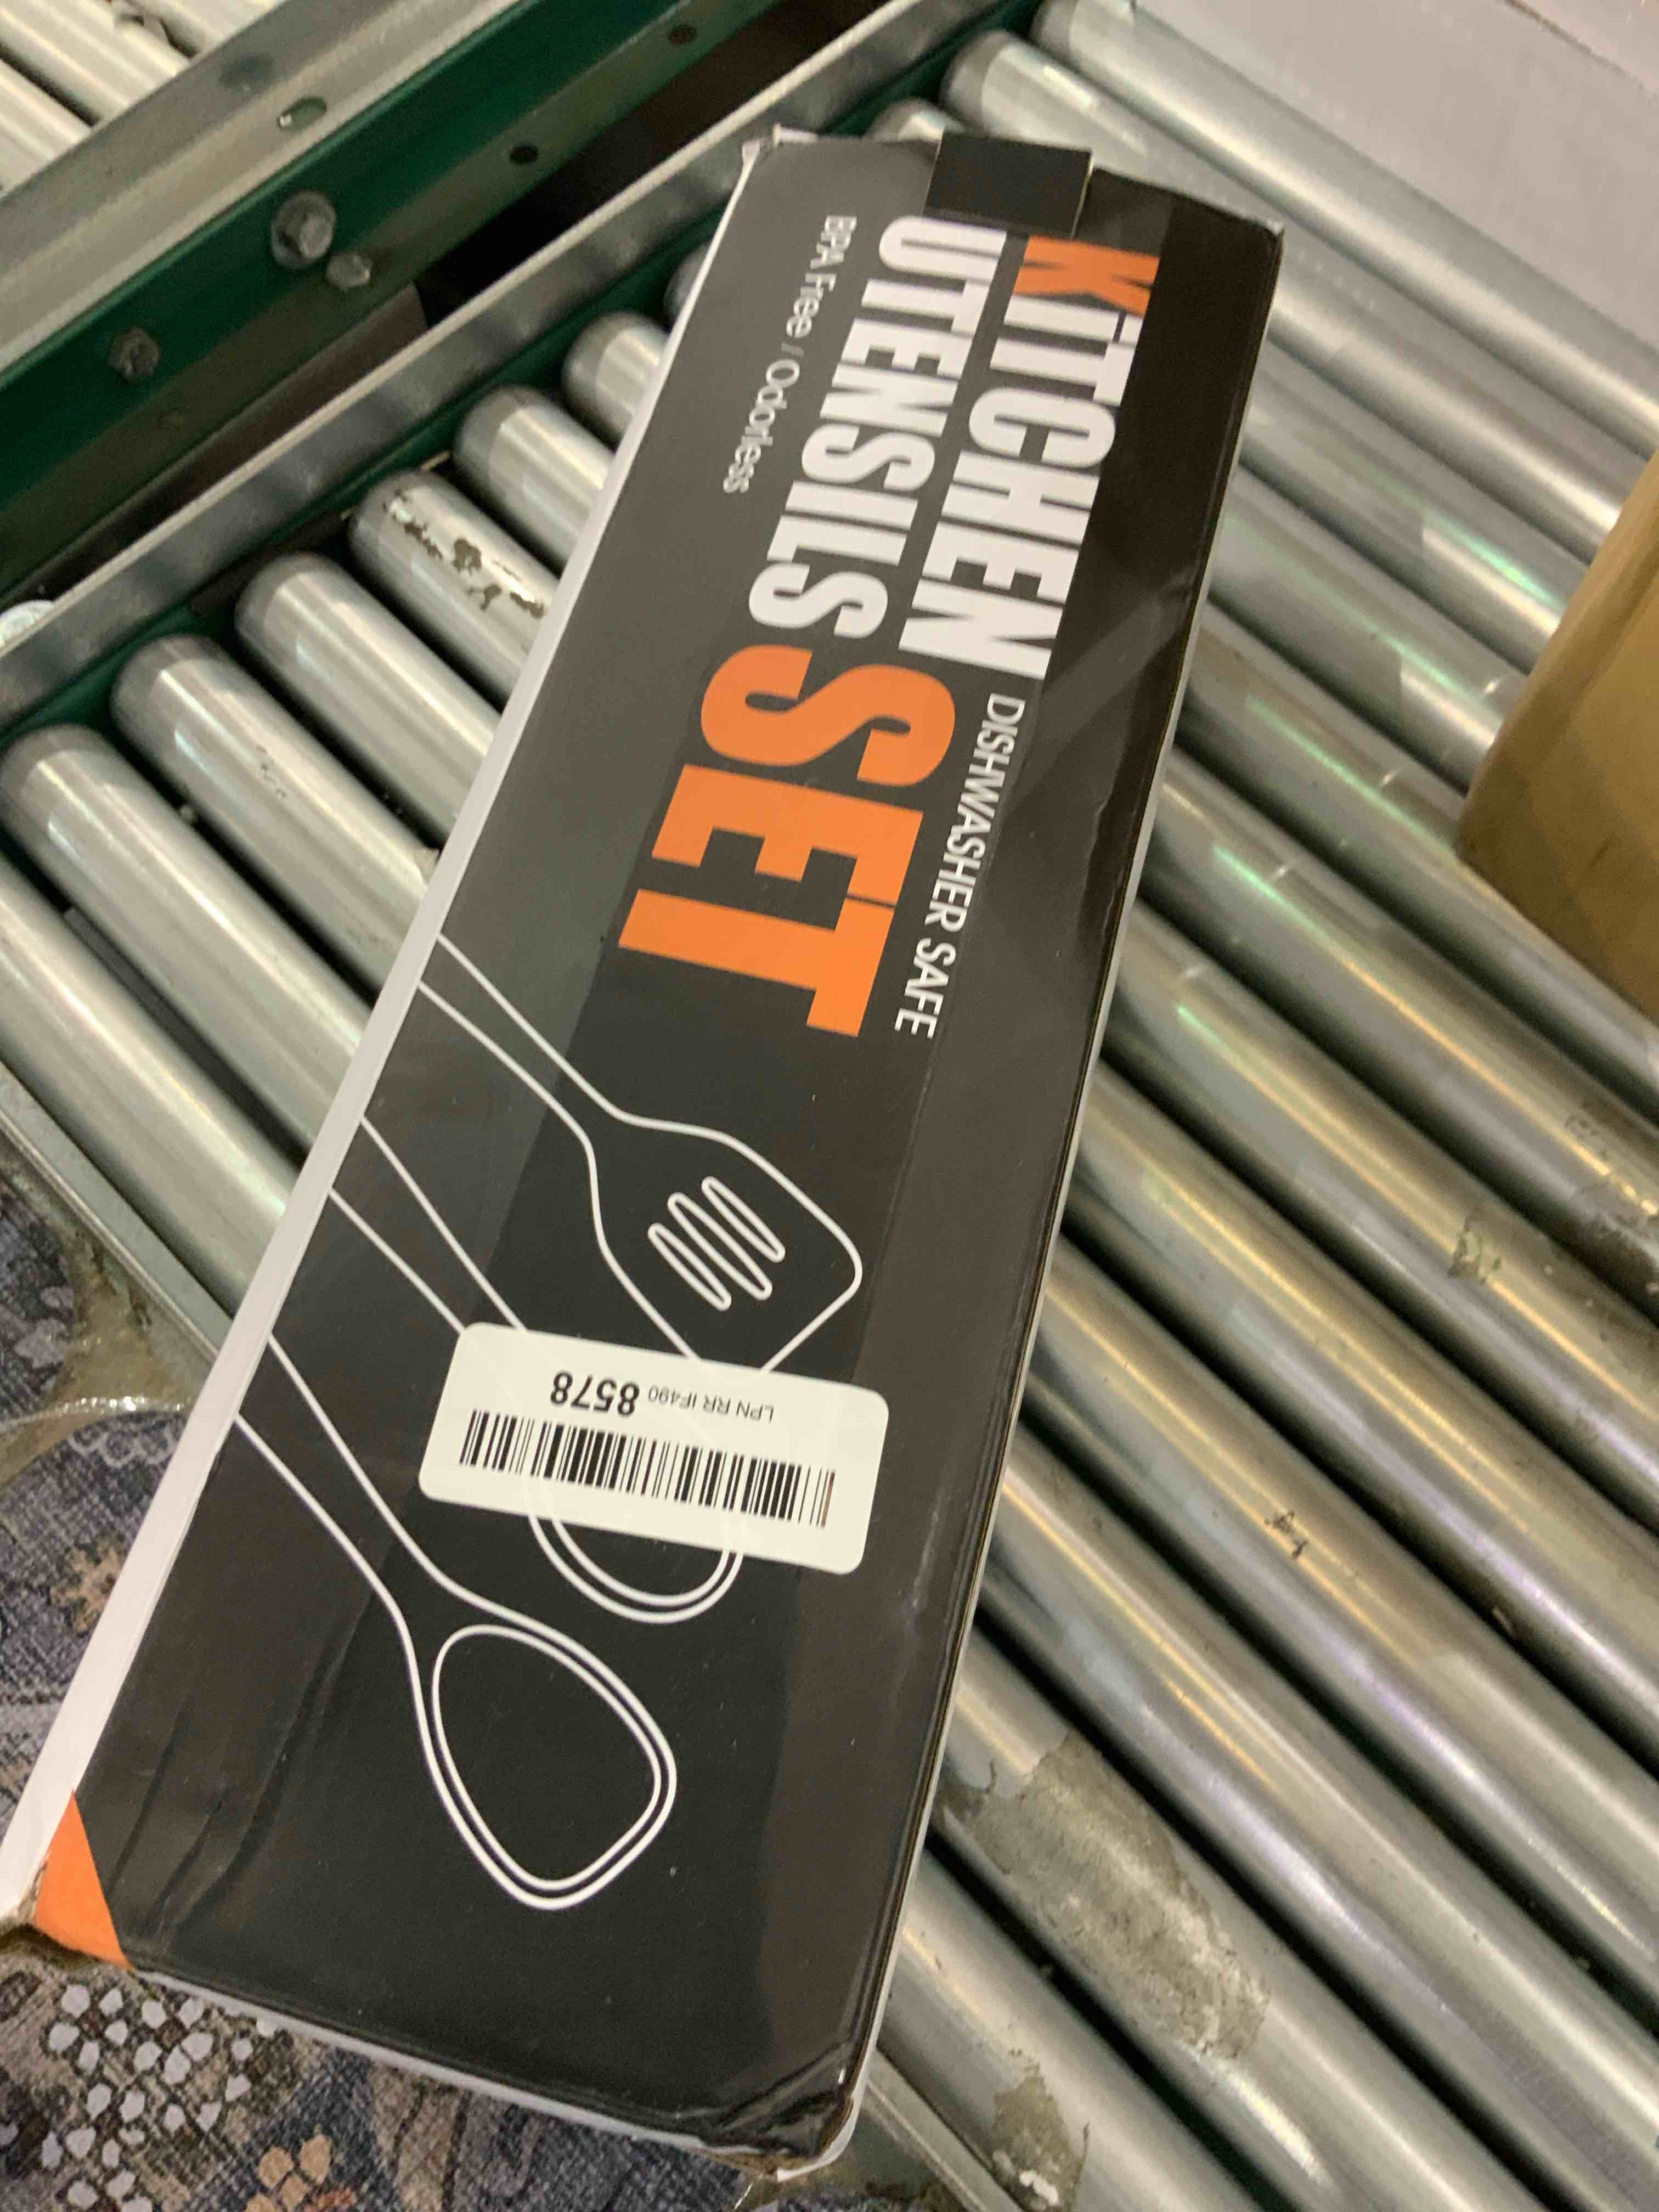 KITCHEN
DISHWASHER SAFE
UTENSILS SET
BPA Free / Odorless
LPN RR IF490 8578